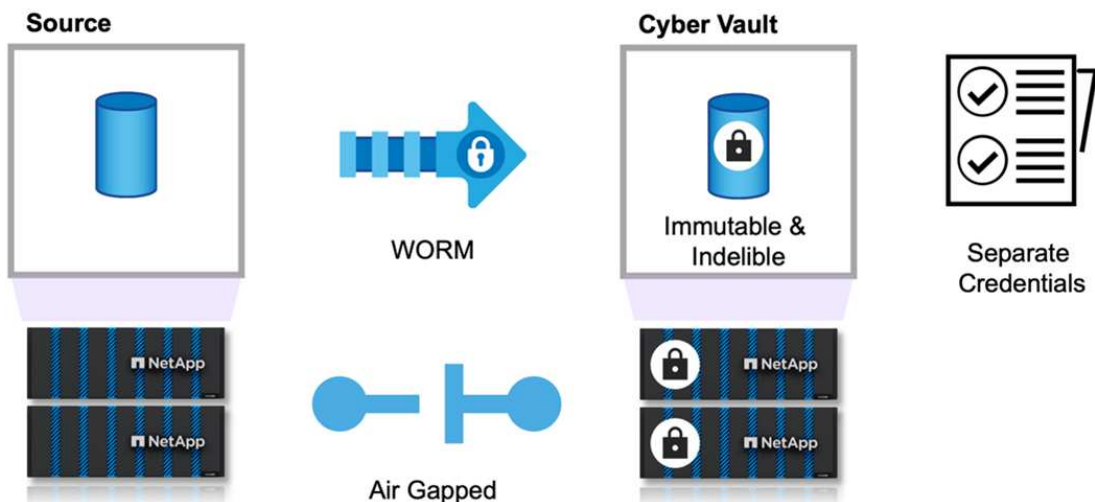 Source
Cyber Vault
WORM
Immutable &
Indelible
Separate
Credentials
NetApp
NetApp
NetApp
NetApp
Air Gapped